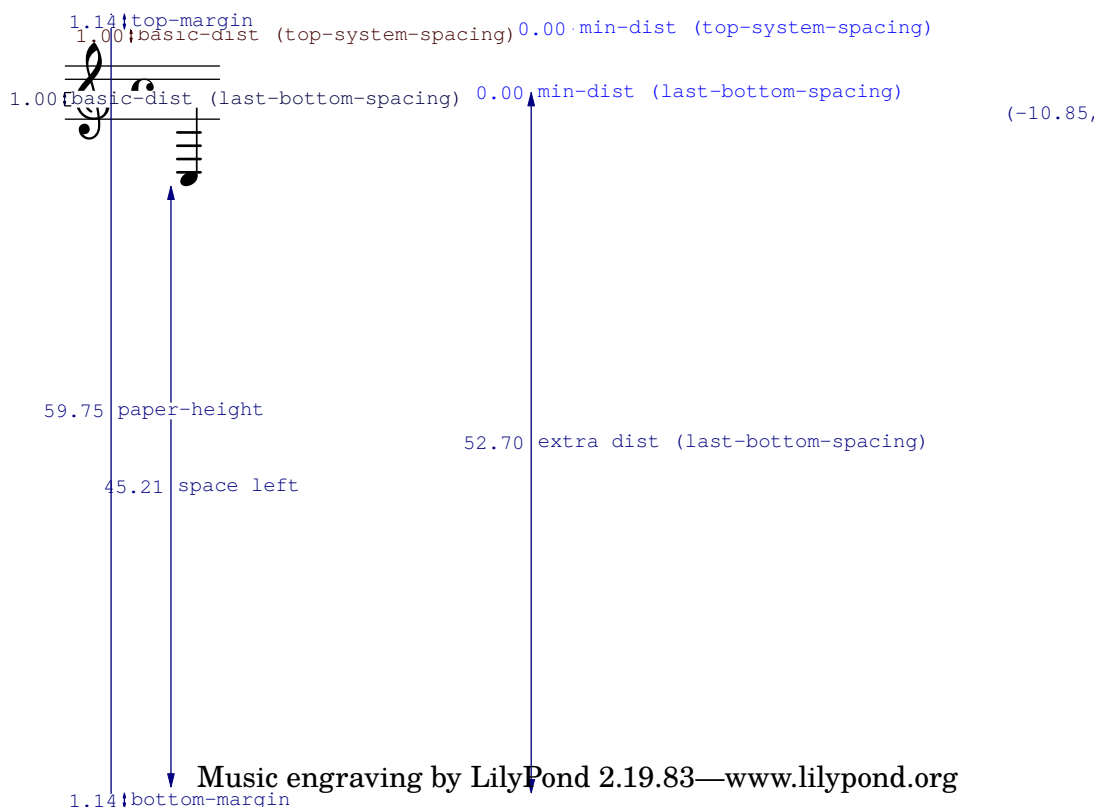 1.14 top-margin
1.00 basic-dist (top-system-spacing) 0.00 min-dist (top-system-spacing)
1.00 basic-dist (last-bottom-spacing) 0.00 min-dist (last-bottom-spacing)
(-10.85,
59.75 paper-height
52.70 extra dist (last-bottom-spacing)
45.21 space left
Music engraving by LilyPond 2.19.83—www.lilypond.org
1.14 bottom-margin